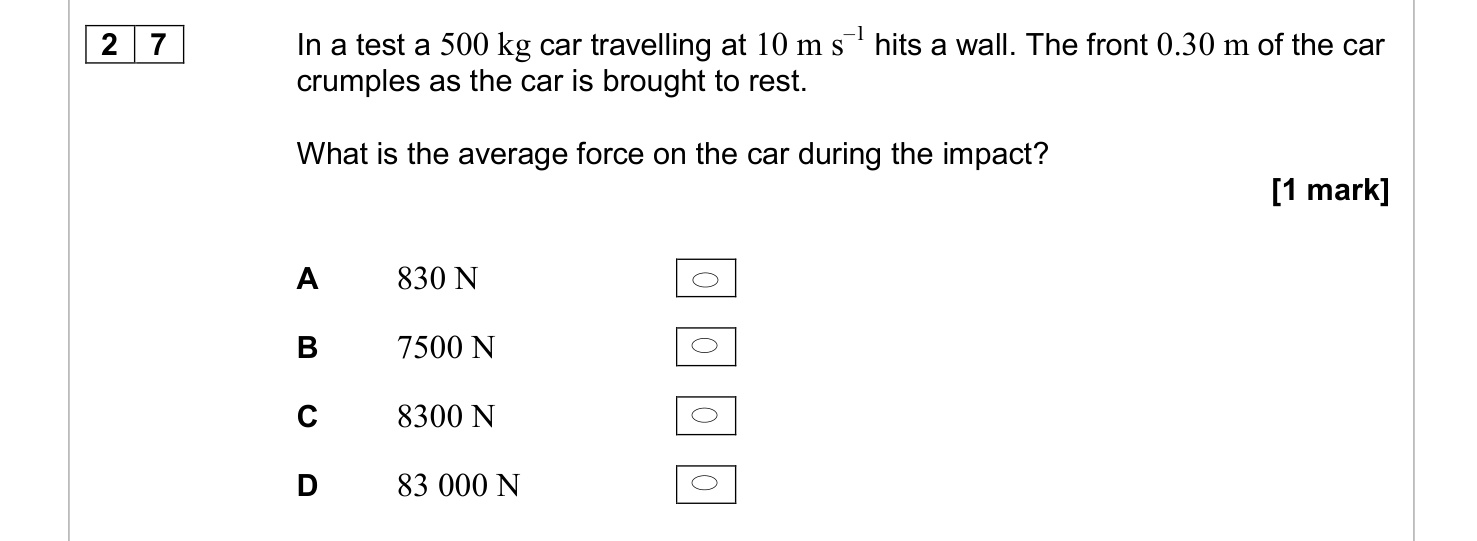 2 7 In a test a 500 kg car travelling at 10 m s⁻¹ hits a wall. The front 0.30 m of the car
crumples as the car is brought to rest.
What is the average force on the car during the impact?
[1 mark]
A 830 N
B 7500 N
C 8300 N
D 83 000 N